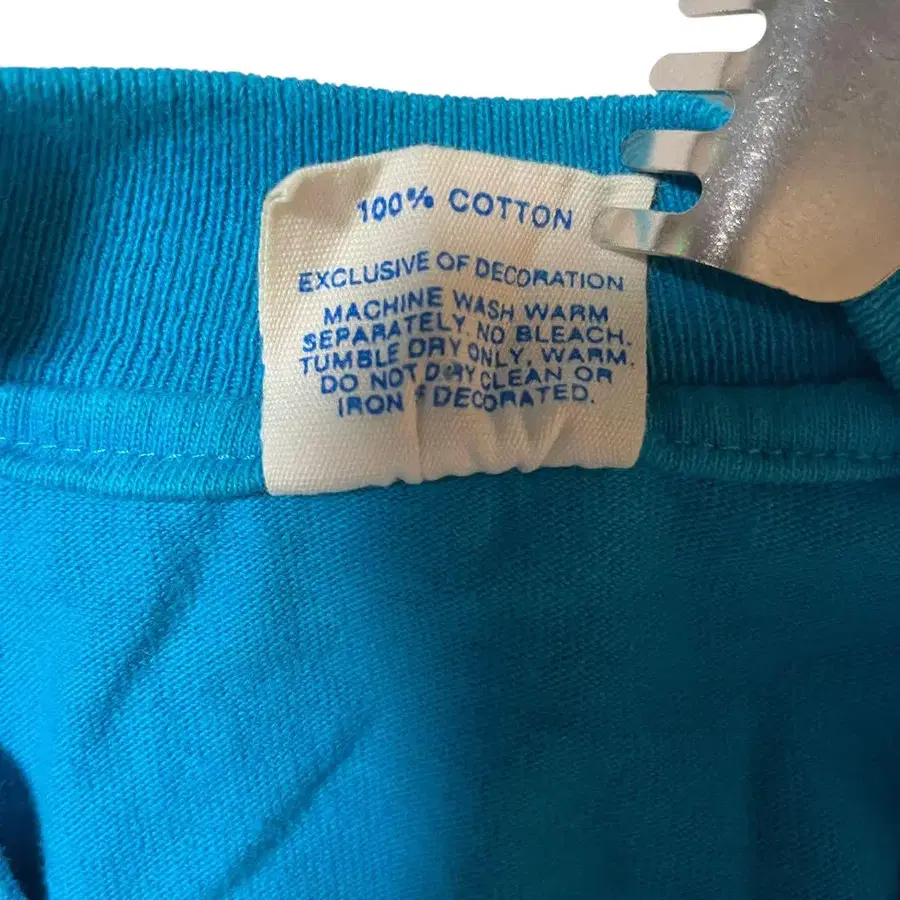 100% COTTON
EXCLUSIVE OF DECORATION
MACHINE WASH WARM
SEPARATELY. NO BLEACH.
TUMBLE DRY ONLY, WARM.
DO NOT DRY CLEAN OR
IRON IF DECORATED.